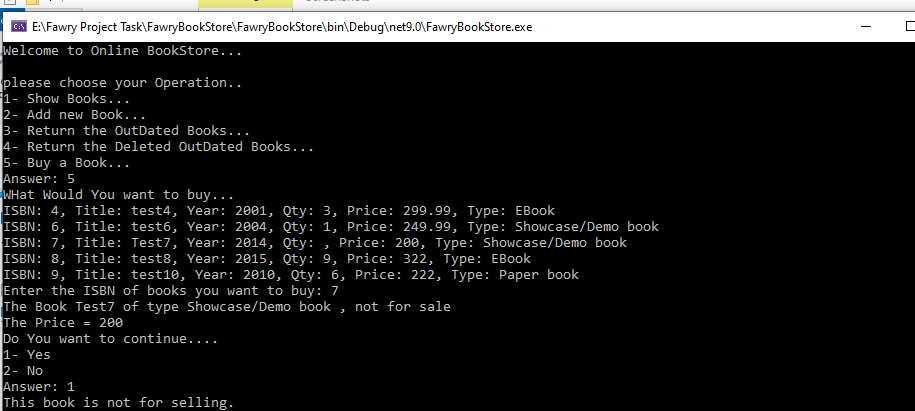 E:\Fawry Project Task\FawryBookStore\FawryBookStore\bin\Debug\net9.0\FawryBookStore.exe
Welcome to Online BookStore...
please choose your Operation..
1- Show Books...
2- Add new Book...
3- Return the OutDated Books...
4- Return the Deleted OutDated Books...
5- Buy a Book...
Answer: 5
WHat Would You want to buy...
ISBN: 4, Title: test4, Year: 2001, Qty: 3, Price: 299.99, Type: EBook
ISBN: 6, Title: test6, Year: 2004, Qty: 1, Price: 249.99, Type: Showcase/Demo book
ISBN: 7, Title: Test7, Year: 2014, Qty: , Price: 200, Type: Showcase/Demo book
ISBN: 8, Title: test8, Year: 2015, Qty: 9, Price: 322, Type: EBook
ISBN: 9, Title: test10, Year: 2010, Qty: 6, Price: 222, Type: Paper book
Enter the ISBN of books you want to buy: 7
The Book Test7 of type Showcase/Demo book , not for sale
The Price = 200
Do You want to continue....
1- Yes
2- No
Answer: 1
This book is not for selling.